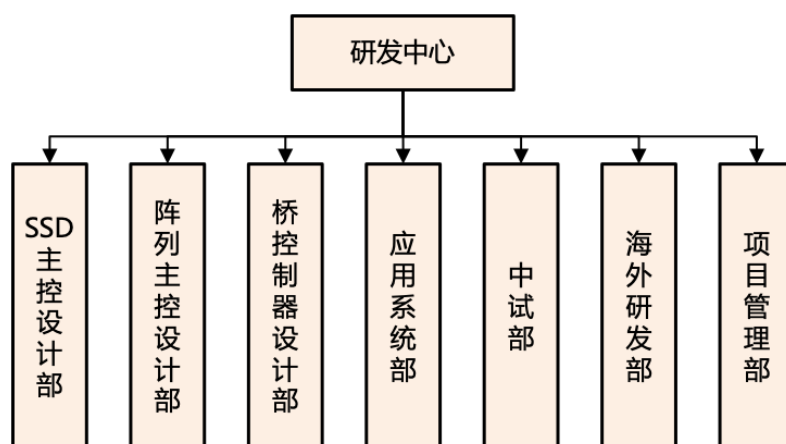 研发中心
SSD主控设计部
阵列主控设计部
桥控制器设计部
应用系统部
中试部
海外研发部
项目管理部